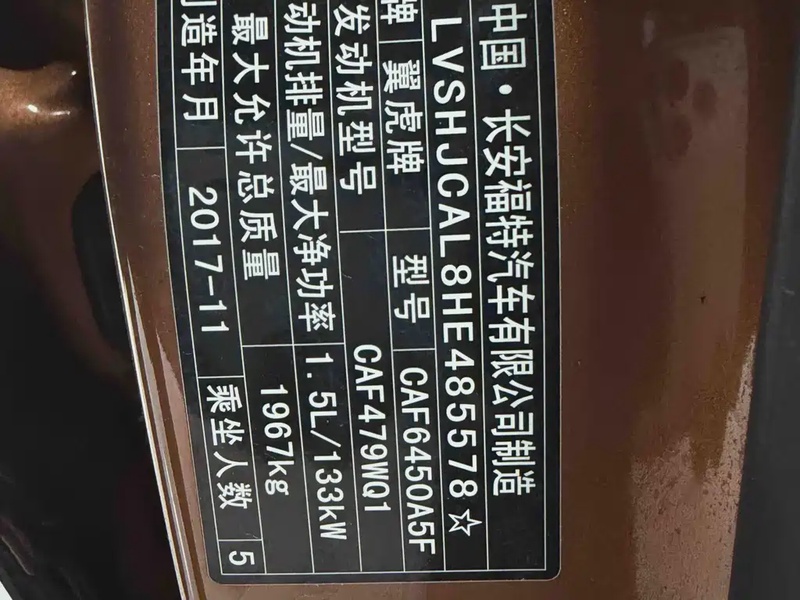 中国·长安福特汽车有限公司制造
LVSHJCAL8HE485578☆
牌 翼虎牌 型号 CAF6450A5F
发动机型号 CAF479WQ1
动机排量/最大净功率 1.5L/133kW
最大允许总质量 1967kg
造年月 2017-11 乘坐人数 5